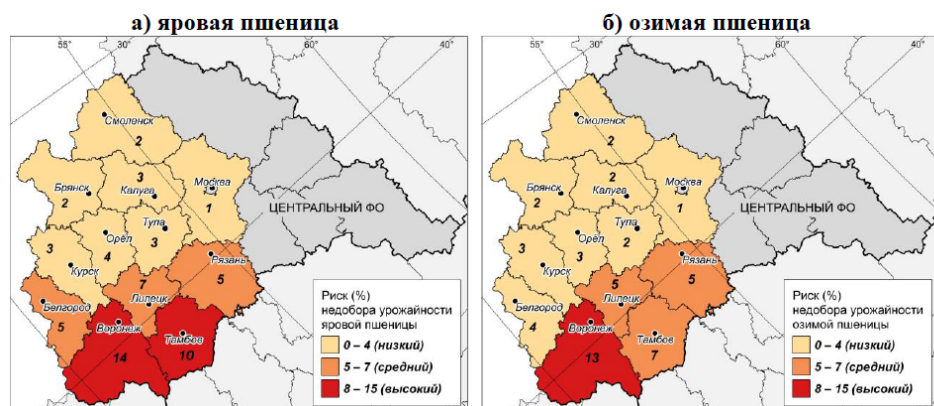 а) яровая пшеница
55°
30°
60°
40°
Смоленск
2
3
Калуга
Москва
1
Брянск
2
Тула
3
Орёл
4
3
Курск
ЦЕНТРАЛЬНЫЙ ФО
Рязань
5
7
Липецк
Белгород
5
Воронеж
14
Тамбов
10
Риск (%)
недобора урожайности
яровой пшеницы
0 – 4 (низкий)
5 – 7 (средний)
8 – 15 (высокий)
б) озимая пшеница
55°
30°
60°
40°
Смоленск
2
2
Калуга
Москва
1
Брянск
2
Тула
2
Орёл
3
3
Курск
ЦЕНТРАЛЬНЫЙ ФО
Рязань
5
5
Липецк
Белгород
4
Воронеж
13
Тамбов
7
Риск (%)
недобора урожайности
озимой пшеницы
0 – 4 (низкий)
5 – 7 (средний)
8 – 15 (высокий)